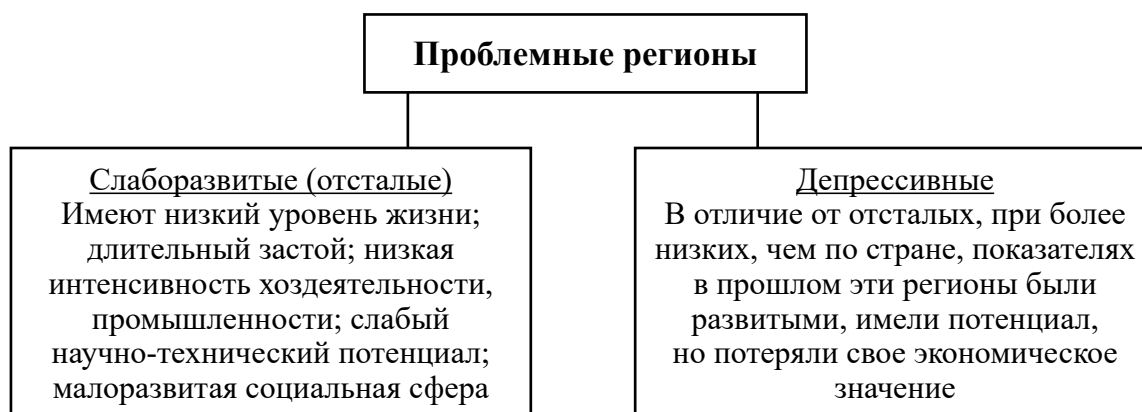 Проблемные регионы
Слаборазвитые (отсталые)
Имеют низкий уровень жизни;
длительный застой; низкая
интенсивность хоздеятельности,
промышленности; слабый
научно-технический потенциал;
малоразвитая социальная сфера
Депрессивные
В отличие от отсталых, при более
низких, чем по стране, показателях
в прошлом эти регионы были
развитыми, имели потенциал,
но потеряли свое экономическое
значение